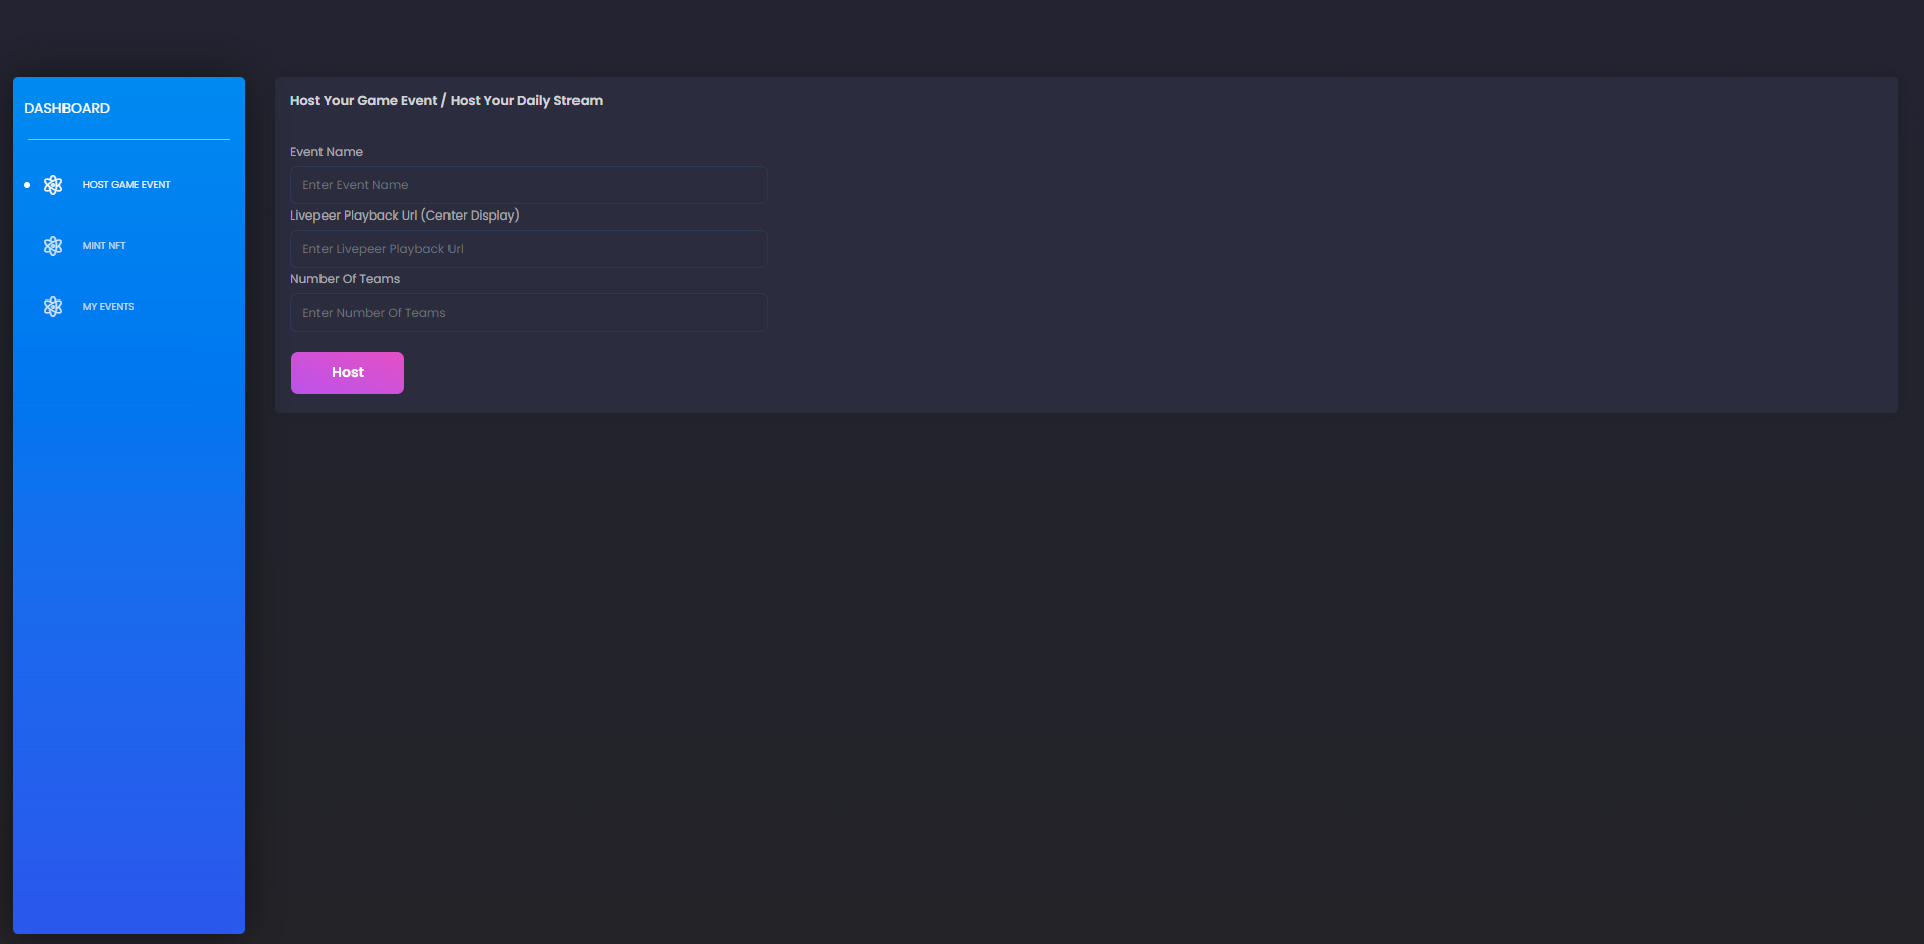 DASHBOARD
HOST GAME EVENT
MINT NFT
MY EVENTS
Host Your Game Event / Host Your Daily Stream
Event Name
Enter Event Name
Livepeer Playback Url (Center Display)
Enter Livepeer Playback Url
Number Of Teams
Enter Number Of Teams
Host